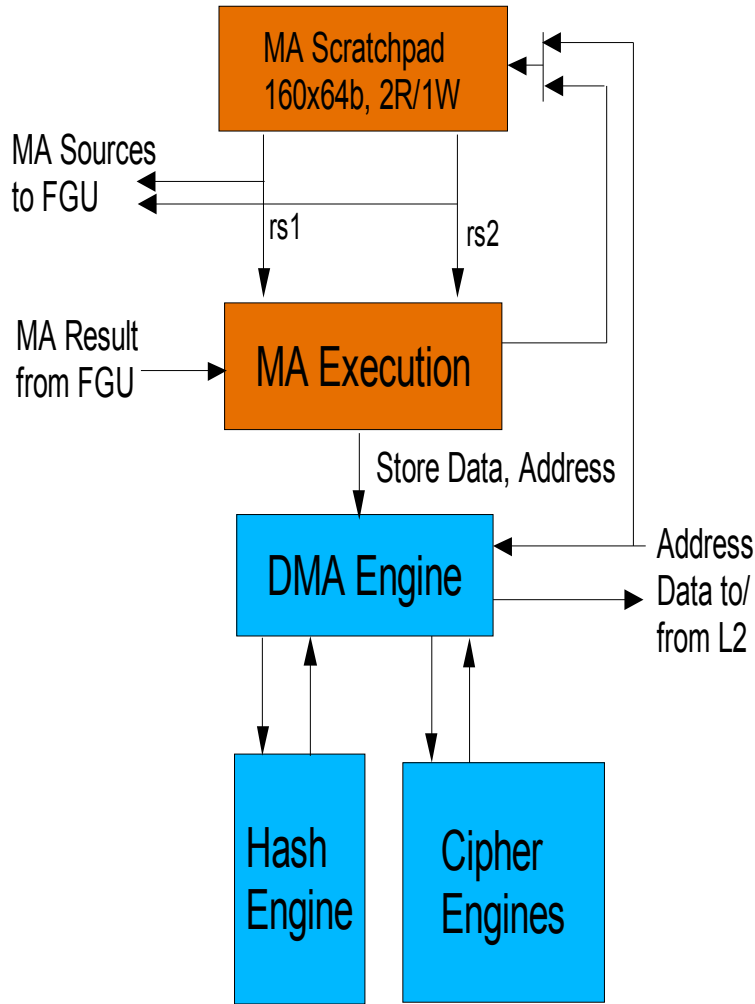 MA Scratchpad
160x64b, 2R/1W
MA Sources
to FGU
rs1
rs2
MA Result
from FGU
MA Execution
Store Data, Address
DMA Engine
Address
Data to/
from L2
Hash
Engine
Cipher
Engines